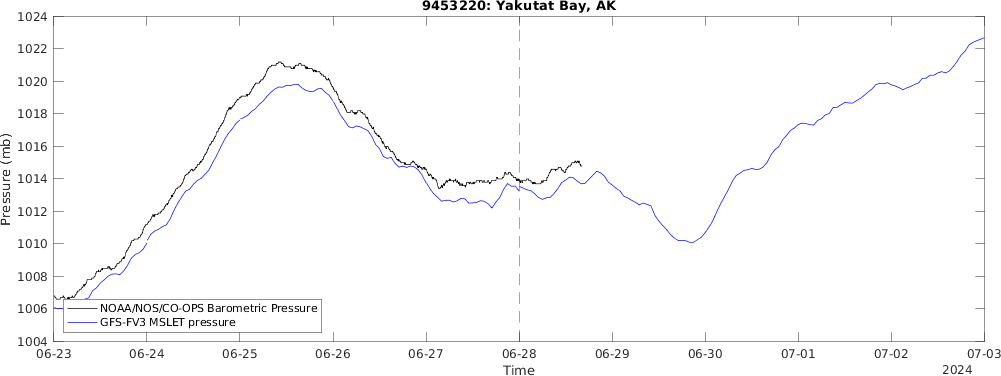 9453220: Yakutat Bay, AK
Pressure (mb)
1024
1022
1020
1018
1016
1014
1012
1010
1008
1006
1004
NOAA/NOS/CO-OPS Barometric Pressure
GFS-FV3 MSLET pressure
06-23 06-24 06-25 06-26 06-27 06-28 06-29 06-30 07-01 07-02 07-03
Time
2024